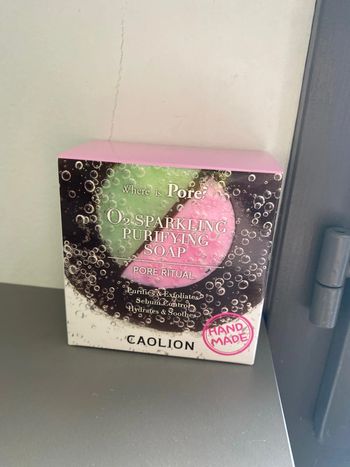 Where is Pore?
O2 SPARKLING
PURIFYING
SOAP
PORE RITUAL
Purifies & Exfoliates
Sebum Control
Hydrates & Soothes
HAND
MADE
CAOLION